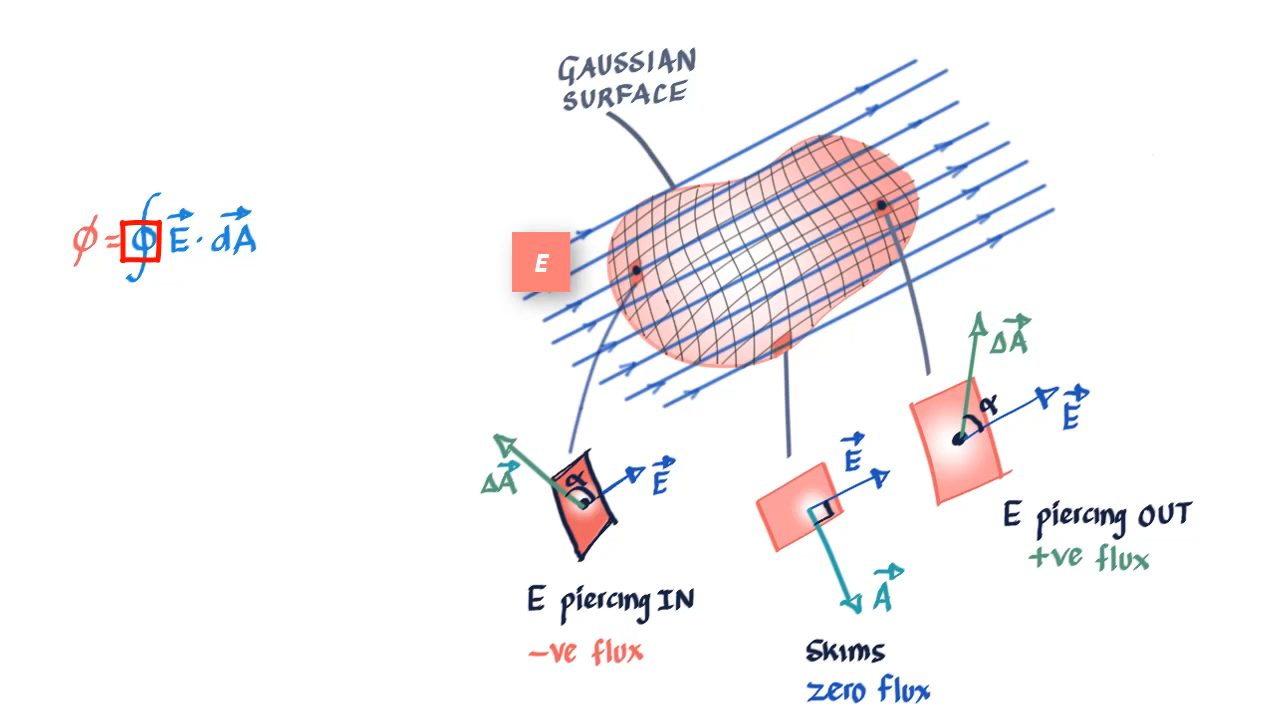 GAUSSIAN
SURFACE
ϕ = ∮ E⃗ · dA⃗
E
ΔA⃗
α
E⃗
ΔA⃗
α
E⃗
E⃗
A⃗
E piercing OUT
+ve flux
E piercing IN
-ve flux
Skims
zero flux